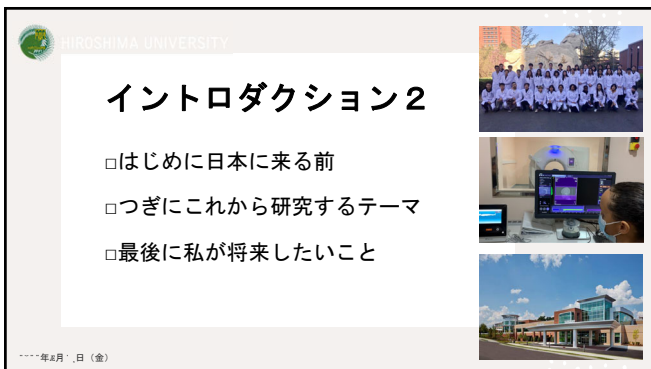 HIROSHIMA UNIVERSITY
イントロダクション２
□はじめに日本に来る前
□つぎにこれから研究するテーマ
□最後に私が将来したいこと
年 月 日（金）